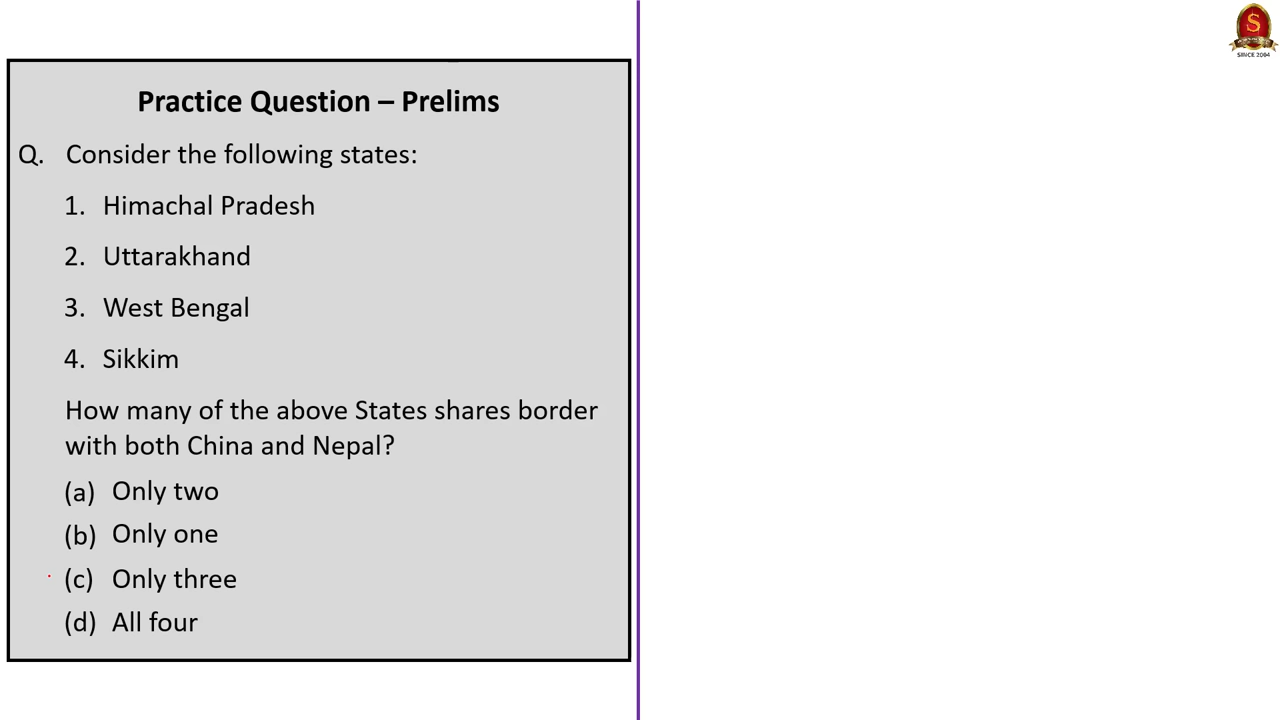 Practice Question – Prelims
Q. Consider the following states:
1. Himachal Pradesh
2. Uttarakhand
3. West Bengal
4. Sikkim
How many of the above States shares border
with both China and Nepal?
(a) Only two
(b) Only one
(c) Only three
(d) All four
S
SINCE 2004